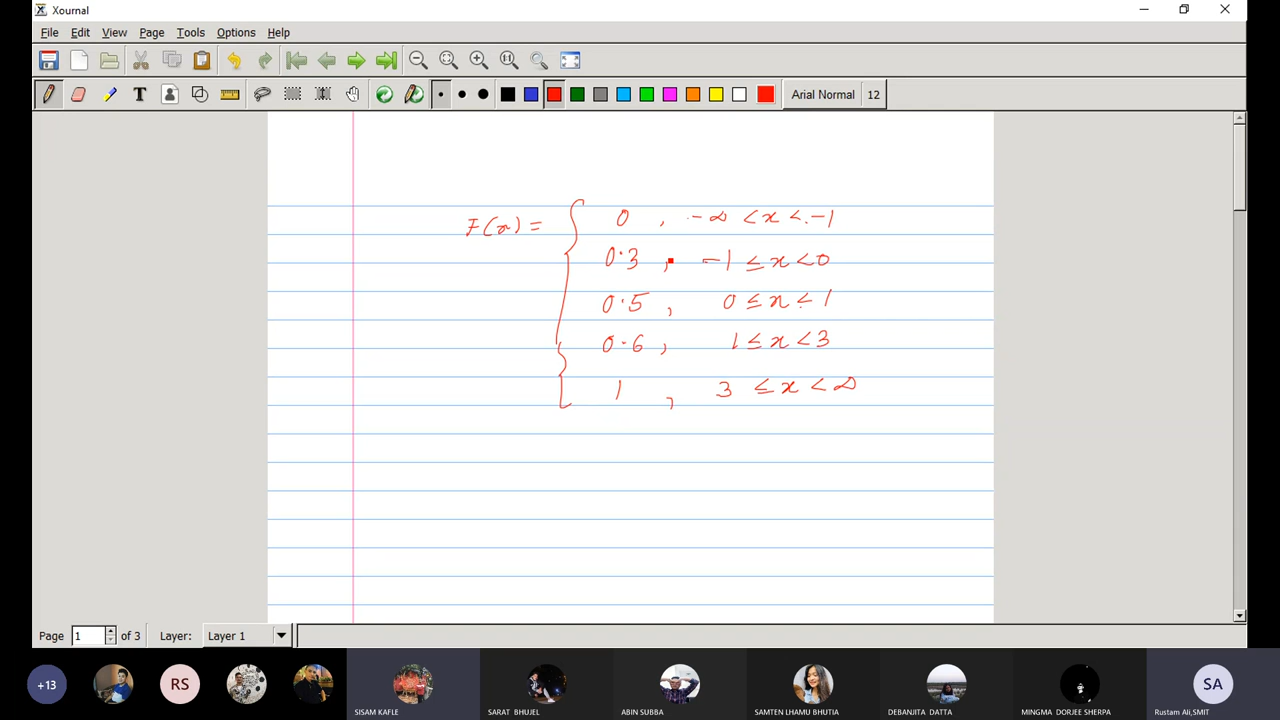 Xournal
File Edit View Page Tools Options Help
Arial Normal 12
F(x) = 0 , -∞ < x < -1
0.3 , -1 ≤ x < 0
0.5 , 0 ≤ x < 1
0.6 , 1 ≤ x < 3
1 , 3 ≤ x < ∞
Page 1 of 3 Layer: Layer 1
+13 RS SA
SISAM KAFLE SARAT BHUJEL ABIN SUBBA SAMTEN LHAMU BHUTIA DEBANJITA DATTA MINGMA DORJEE SHERPA Rustam Ali,SMIT